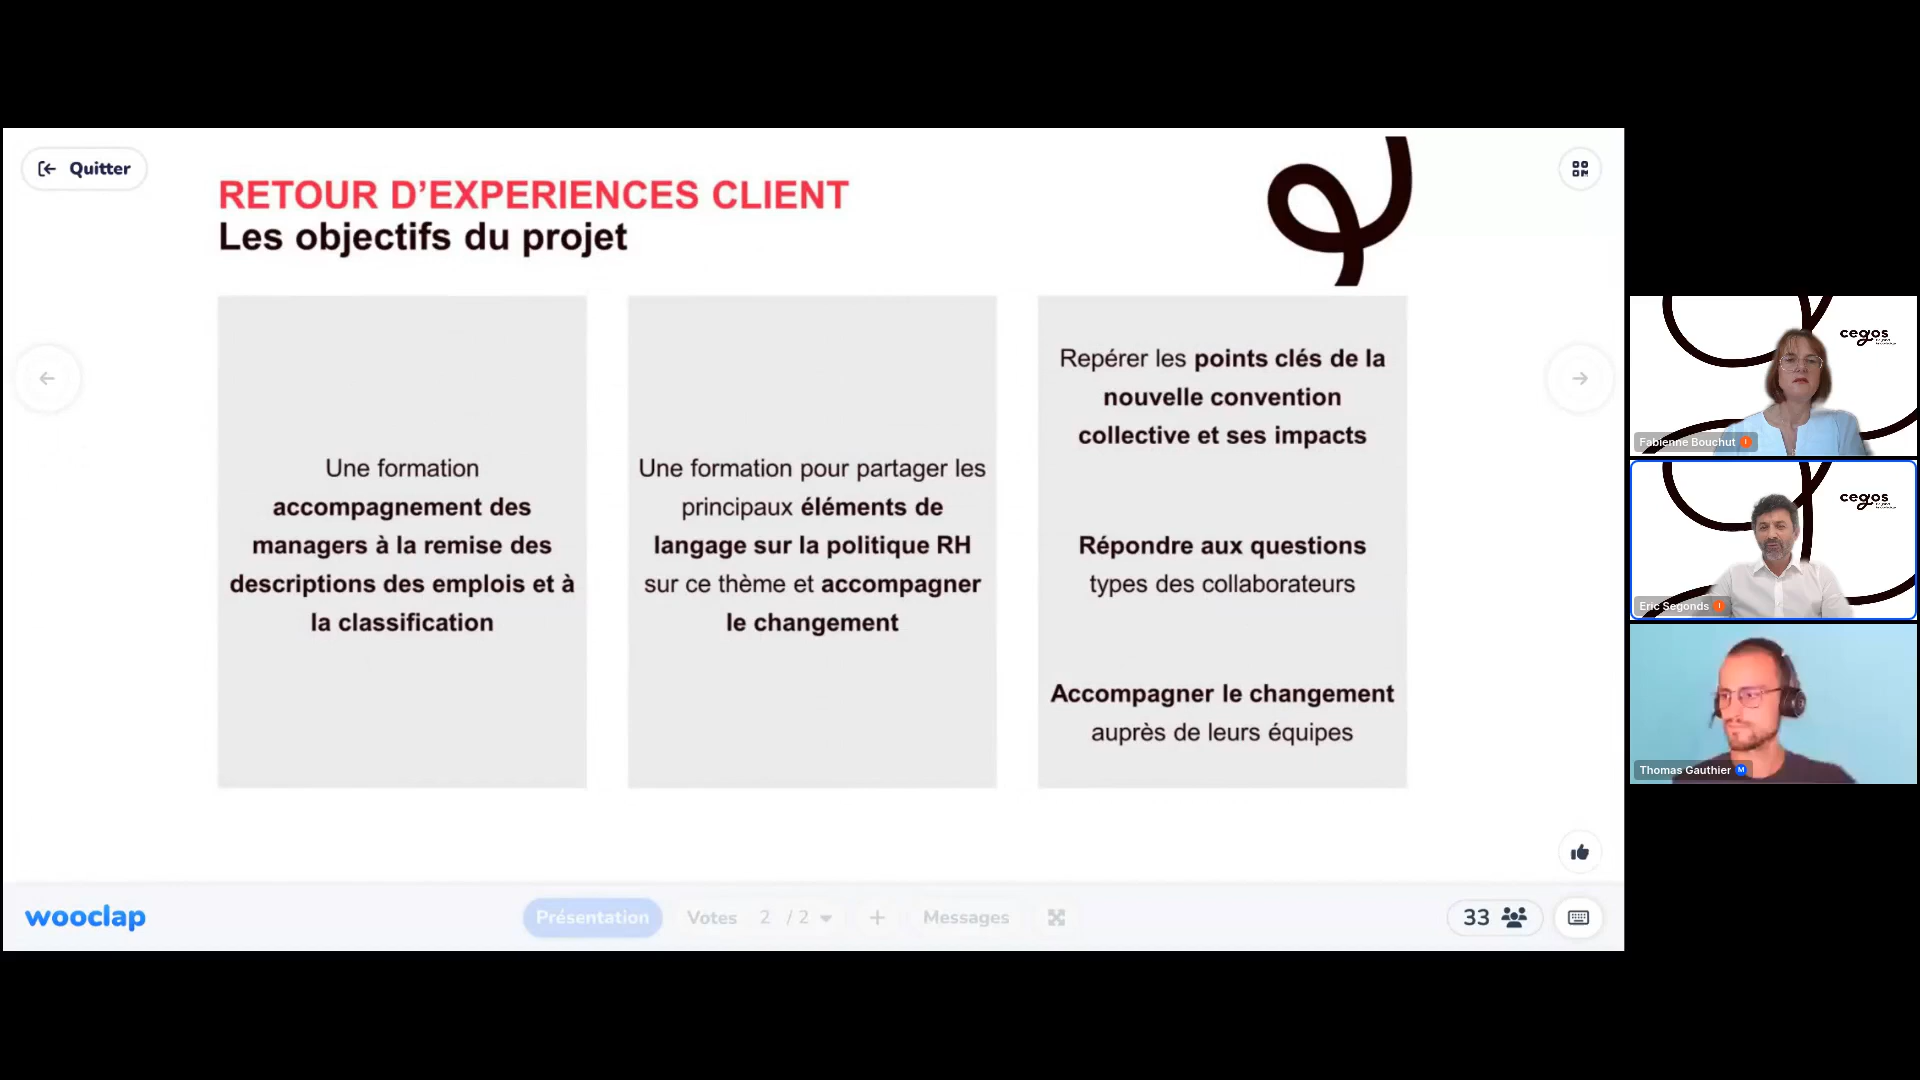 Quitter
RETOUR D’EXPERIENCES CLIENT
Les objectifs du projet
Une formation
accompagnement des
managers à la remise des
descriptions des emplois et à
la classification
Une formation pour partager les
principaux éléments de
langage sur la politique RH
sur ce thème et accompagner
le changement
Repérer les points clés de la
nouvelle convention
collective et ses impacts
Répondre aux questions
types des collaborateurs
Accompagner le changement
auprès de leurs équipes
wooclap
Présentation
Votes 2 / 2
Messages
33
cegos
Fabienne Bouchut I
cegos
Eric Segonds I
Thomas Gauthier M